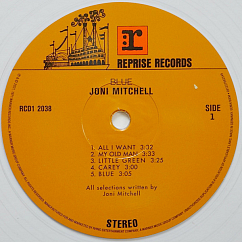 r
REPRISE RECORDS
BLUE
JONI MITCHELL
RCD1 2038
SIDE
1
1. ALL I WANT 3:32
2. MY OLD MAN 3:33
3. LITTLE GREEN 3:25
4. CAREY 3:00
5. BLUE 3:05
All selections written by
Joni Mitchell
STEREO